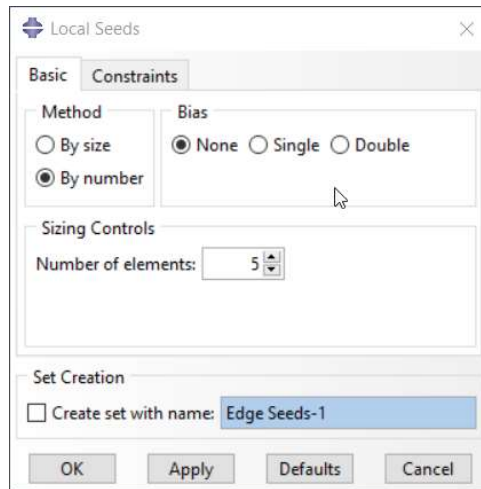 Local Seeds
Basic Constraints
Method Bias
By size None Single Double
By number
Sizing Controls
Number of elements: 5
Set Creation
Create set with name: Edge Seeds-1
OK Apply Defaults Cancel